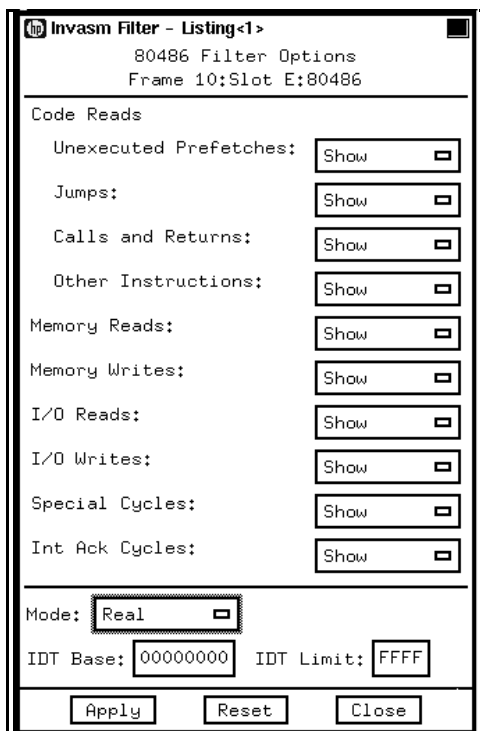 hp Invasm Filter - Listing<1>
80486 Filter Options
Frame 10:Slot E:80486
Code Reads
Unexecuted Prefetches: Show
Jumps: Show
Calls and Returns: Show
Other Instructions: Show
Memory Reads: Show
Memory Writes: Show
I/O Reads: Show
I/O Writes: Show
Special Cycles: Show
Int Ack Cycles: Show
Mode: Real
IDT Base: 00000000 IDT Limit: FFFF
Apply Reset Close